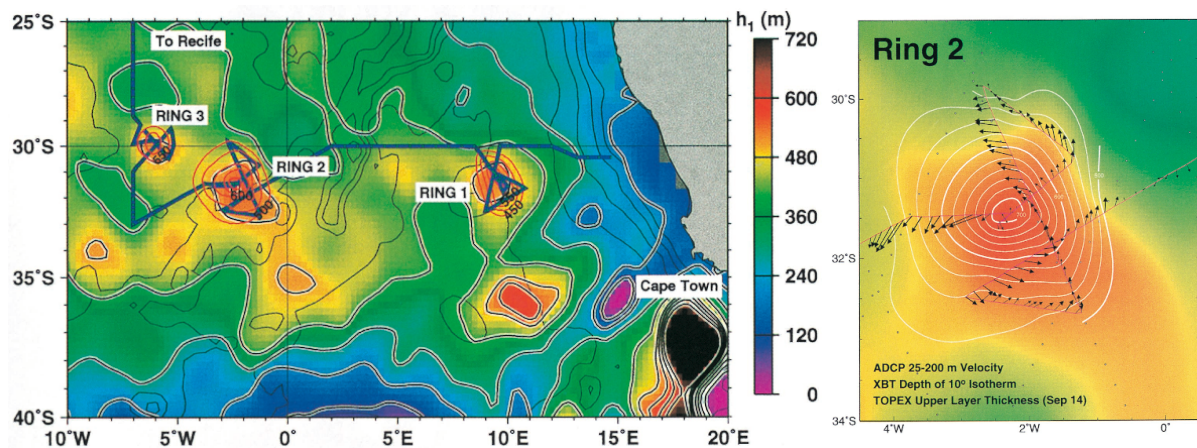 25°S
30°S
35°S
40°S
10°W
5°W
0°E
5°E
10°E
15°E
20°E
To Recife
RING 3
RING 2
RING 1
Cape Town
h₁ (m)
720
600
480
360
240
120
0
Ring 2
30°S
32°S
34°S
4°W
2°W
0°
700
ADCP 25-200 m Velocity
XBT Depth of 10° Isotherm
TOPEX Upper Layer Thickness (Sep 14)